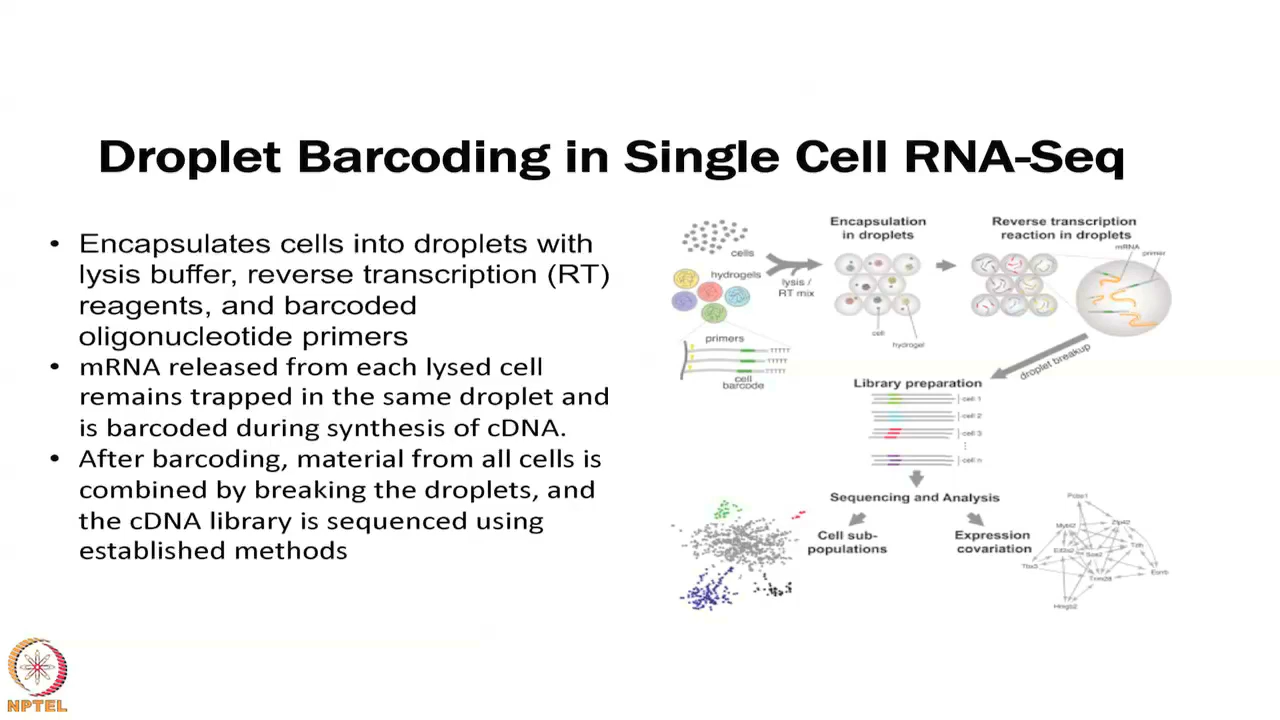 Droplet Barcoding in Single Cell RNA-Seq
• Encapsulates cells into droplets with
lysis buffer, reverse transcription (RT)
reagents, and barcoded
oligonucleotide primers
• mRNA released from each lysed cell
remains trapped in the same droplet and
is barcoded during synthesis of cDNA.
• After barcoding, material from all cells is
combined by breaking the droplets, and
the cDNA library is sequenced using
established methods
cells
hydrogels
lysis /
RT mix
primers
TTTTT
TTTTT
TTTTT
cell
barcode
Encapsulation
in droplets
cell
hydrogel
Reverse transcription
reaction in droplets
mRNA
primer
droplet breakup
Library preparation
cell 1
cell 2
cell 3
cell n
Sequencing and Analysis
Cell sub-
populations
Expression
covariation
Sox2
Tbx3
Esrrb
Trim28
Hmgb2
NPTEL